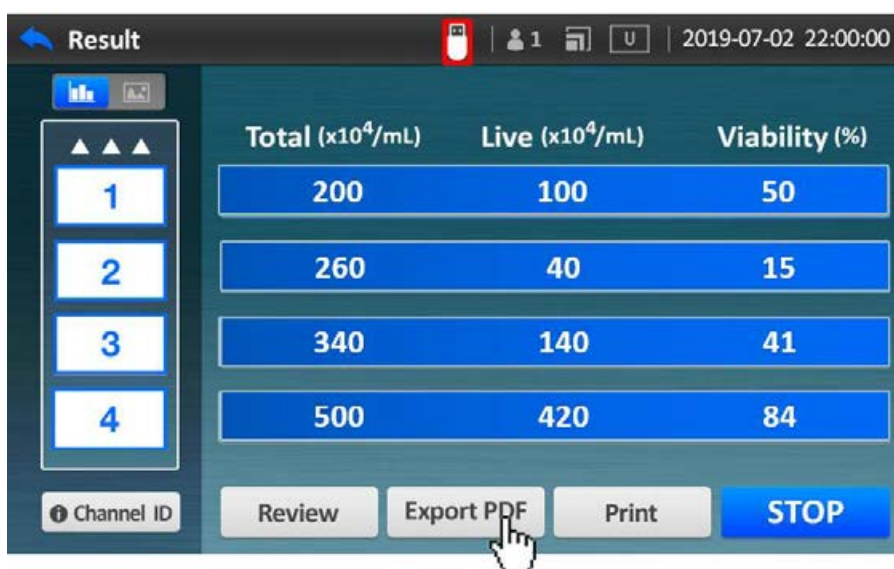 Result 1 U 2019-07-02 22:00:00
Total (x10⁴/mL) Live (x10⁴/mL) Viability (%)
1 200 100 50
2 260 40 15
3 340 140 41
4 500 420 84
Channel ID Review Export PDF Print STOP